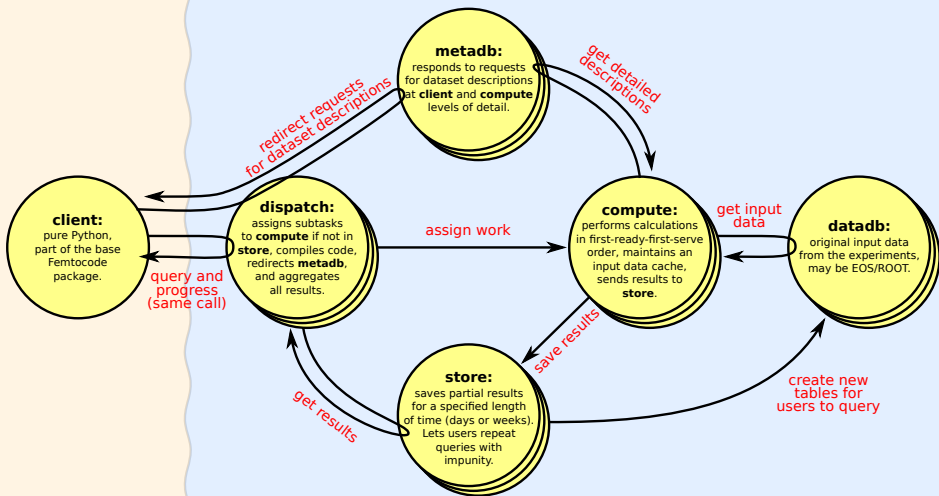 metadb:
responds to requests
for dataset descriptions
at client and compute
levels of detail.
get detailed
descriptions
redirect requests
for dataset descriptions
client:
pure Python,
part of the base
Femtocode
package.
query and
progress
(same call)
dispatch:
assigns subtasks
to compute if not in
store, compiles code,
redirects metadb,
and aggregates
all results.
assign work
compute:
performs calculations
in first-ready-first-serve
order, maintains an
input data cache,
sends results to
store.
get input
data
datadb:
original input data
from the experiments,
may be EOS/ROOT.
save results
get results
store:
saves partial results
for a specified length
of time (days or weeks).
Lets users repeat
queries with
impunity.
create new
tables for
users to query